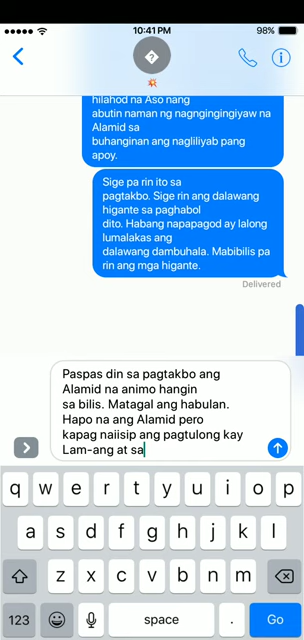 10:41 PM
98%
hilahod na Aso nang
abutin naman ng nagngingingiyaw na
Alamid sa
buhanginan ang nagliliyab pang
apoy.
Sige pa rin ito sa
pagtakbo. Sige rin ang dalawang
higante sa paghabol
dito. Habang napapagod ay lalong
lumalakas ang
dalawang dambuhala. Mabibilis pa
rin ang mga higante.
Delivered
Paspas din sa pagtakbo ang
Alamid na animo hangin
sa bilis. Matagal ang habulan.
Hapo na ang Alamid pero
kapag naiisip ang pagtulong kay
Lam-ang at sa
q w e r t y u i o p
a s d f g h j k l
z x c v b n m
123 space . Go